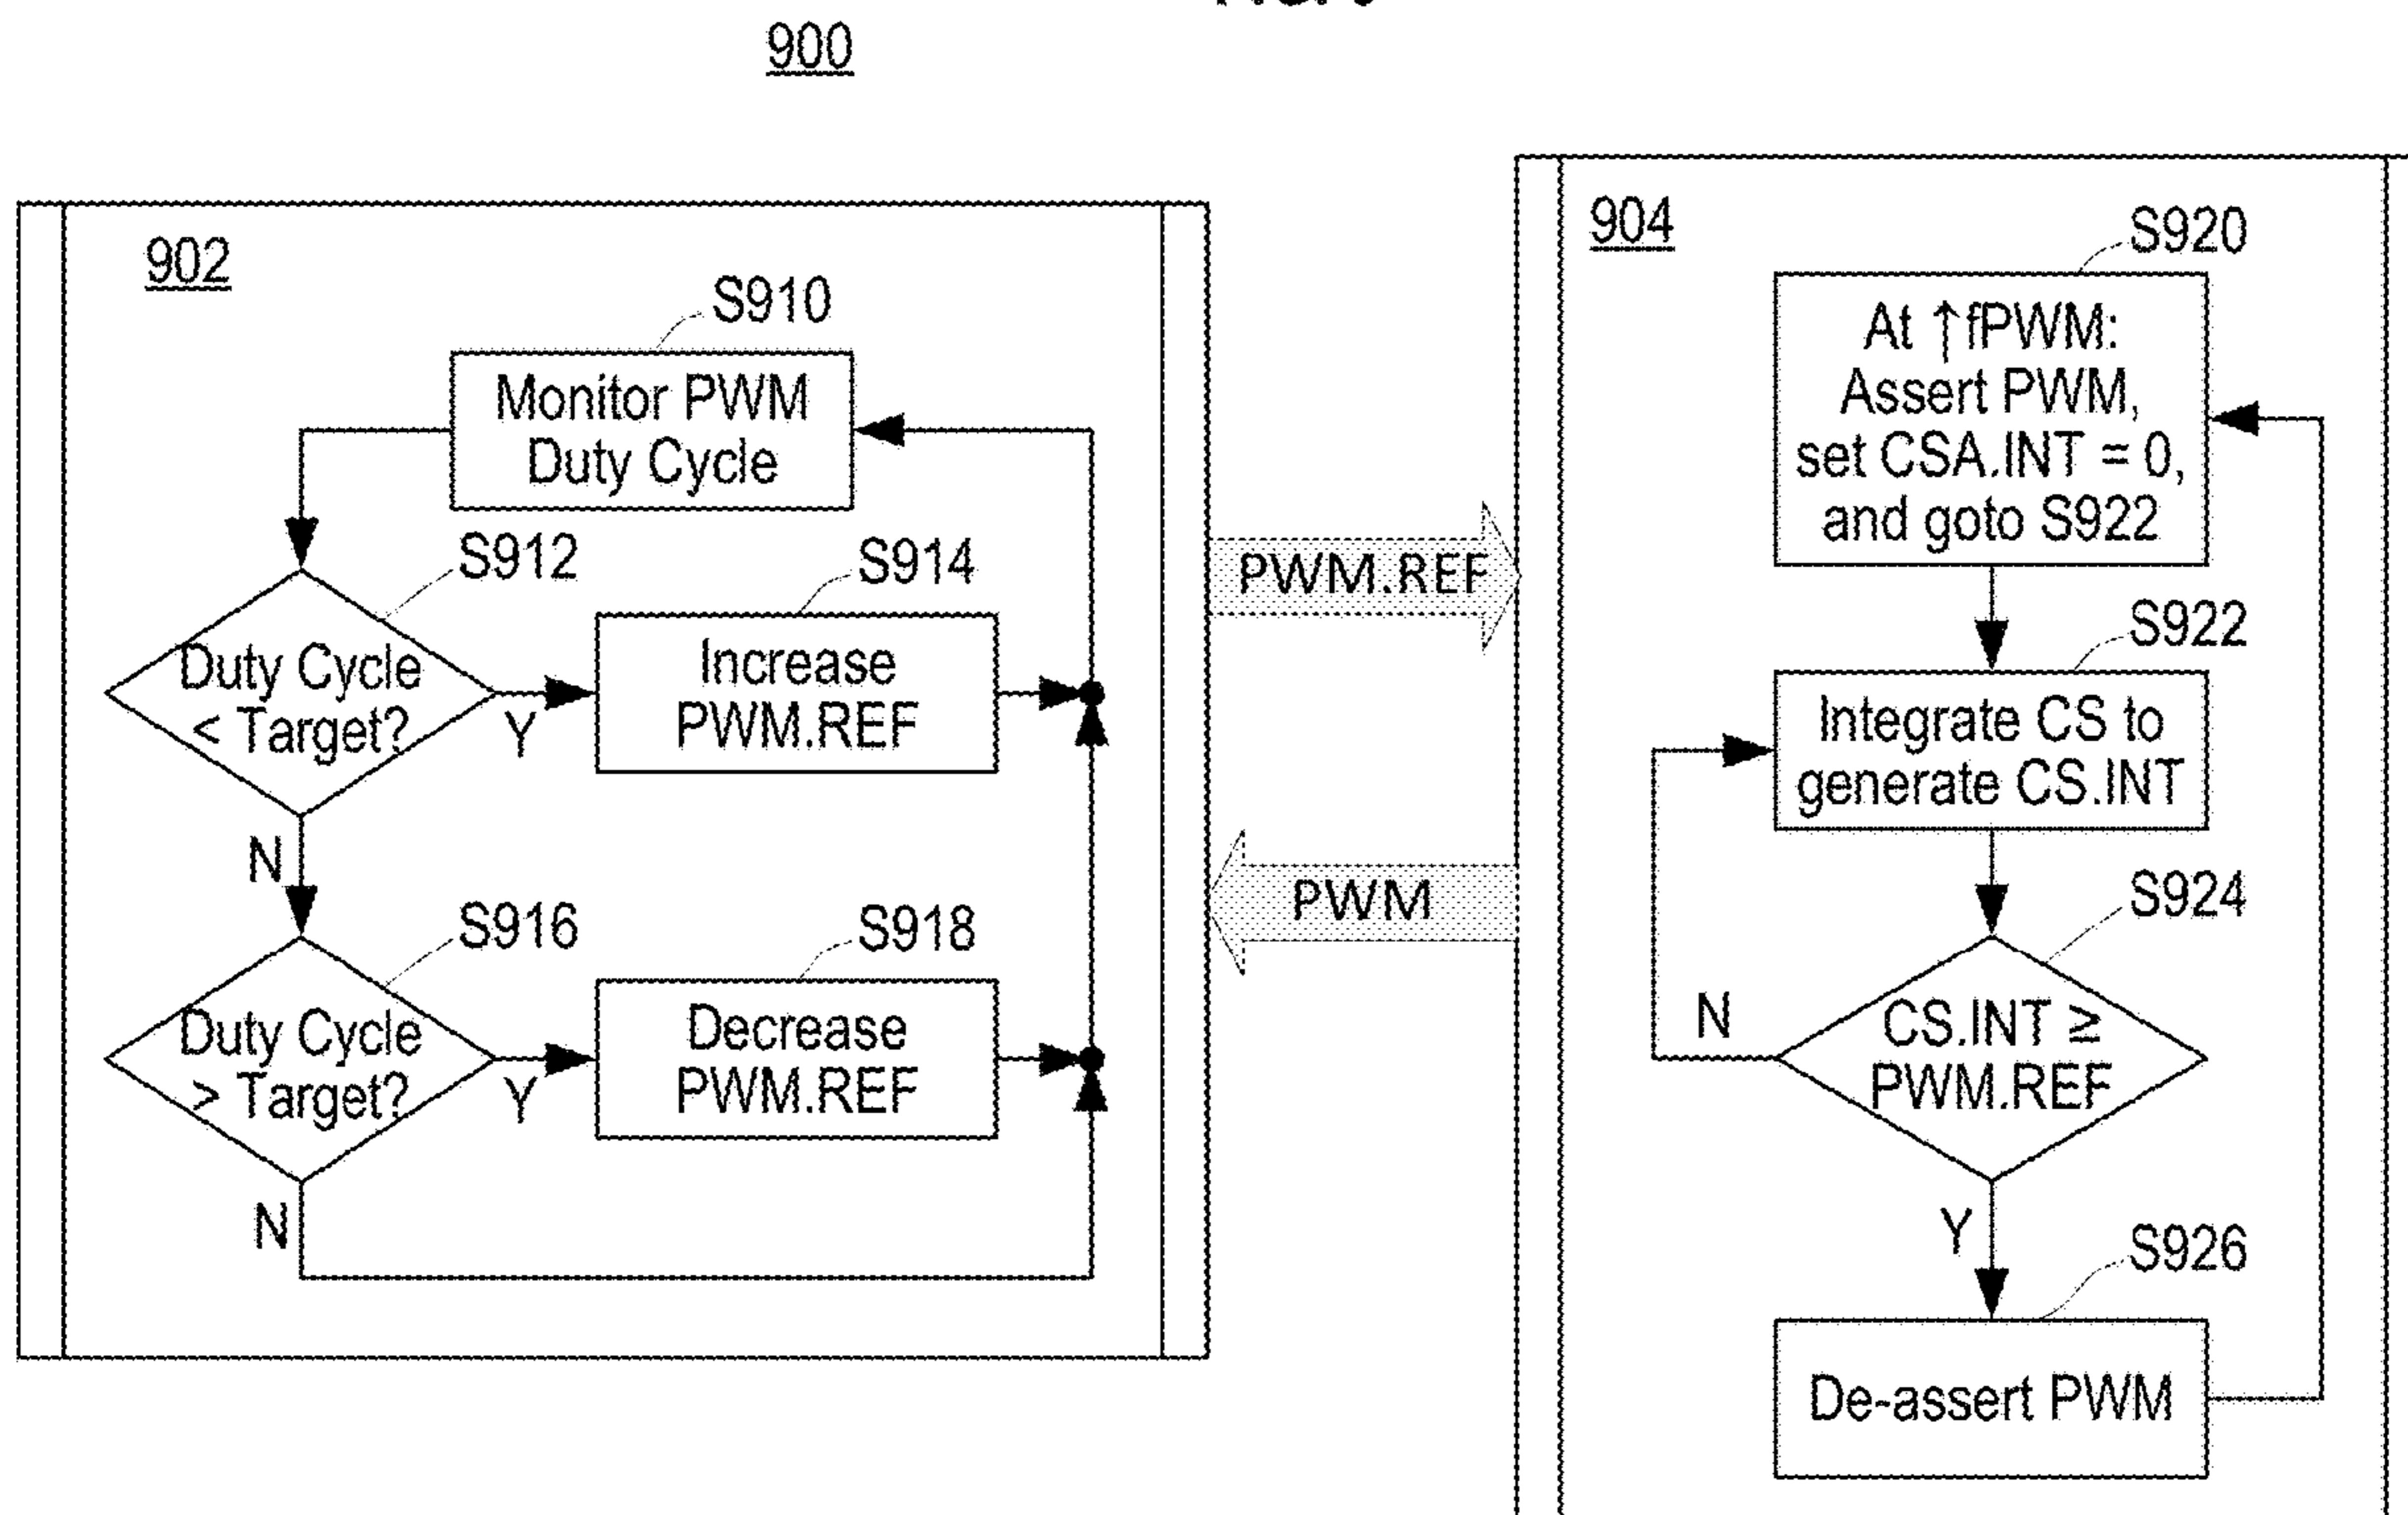 900
902
S910
Monitor PWM
Duty Cycle
S912
Duty Cycle
< Target?
Y
N
S914
Increase
PWM.REF
S916
Duty Cycle
> Target?
Y
N
S918
Decrease
PWM.REF
PWM.REF
PWM
904
S920
At ↑fPWM:
Assert PWM,
set CSA.INT = 0,
and goto S922
S922
Integrate CS to
generate CS.INT
S924
CS.INT ≥
PWM.REF
N
Y
S926
De-assert PWM